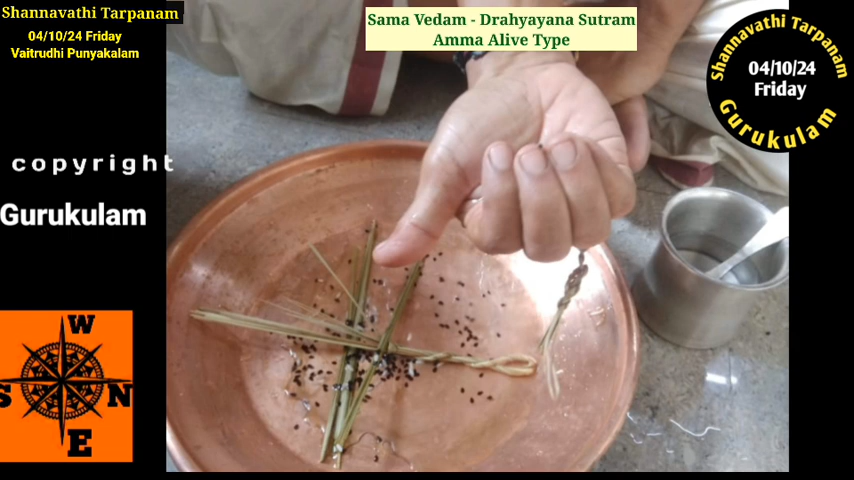 Shannavathi Tarpanam
04/10/24 Friday
Vaitrudhi Punyakalam
Sama Vedam - Drahyayana Sutram
Amma Alive Type
Shannavathi Tarpanam
04/10/24
Friday
Gurukulam
copyright
Gurukulam
W
S N
E